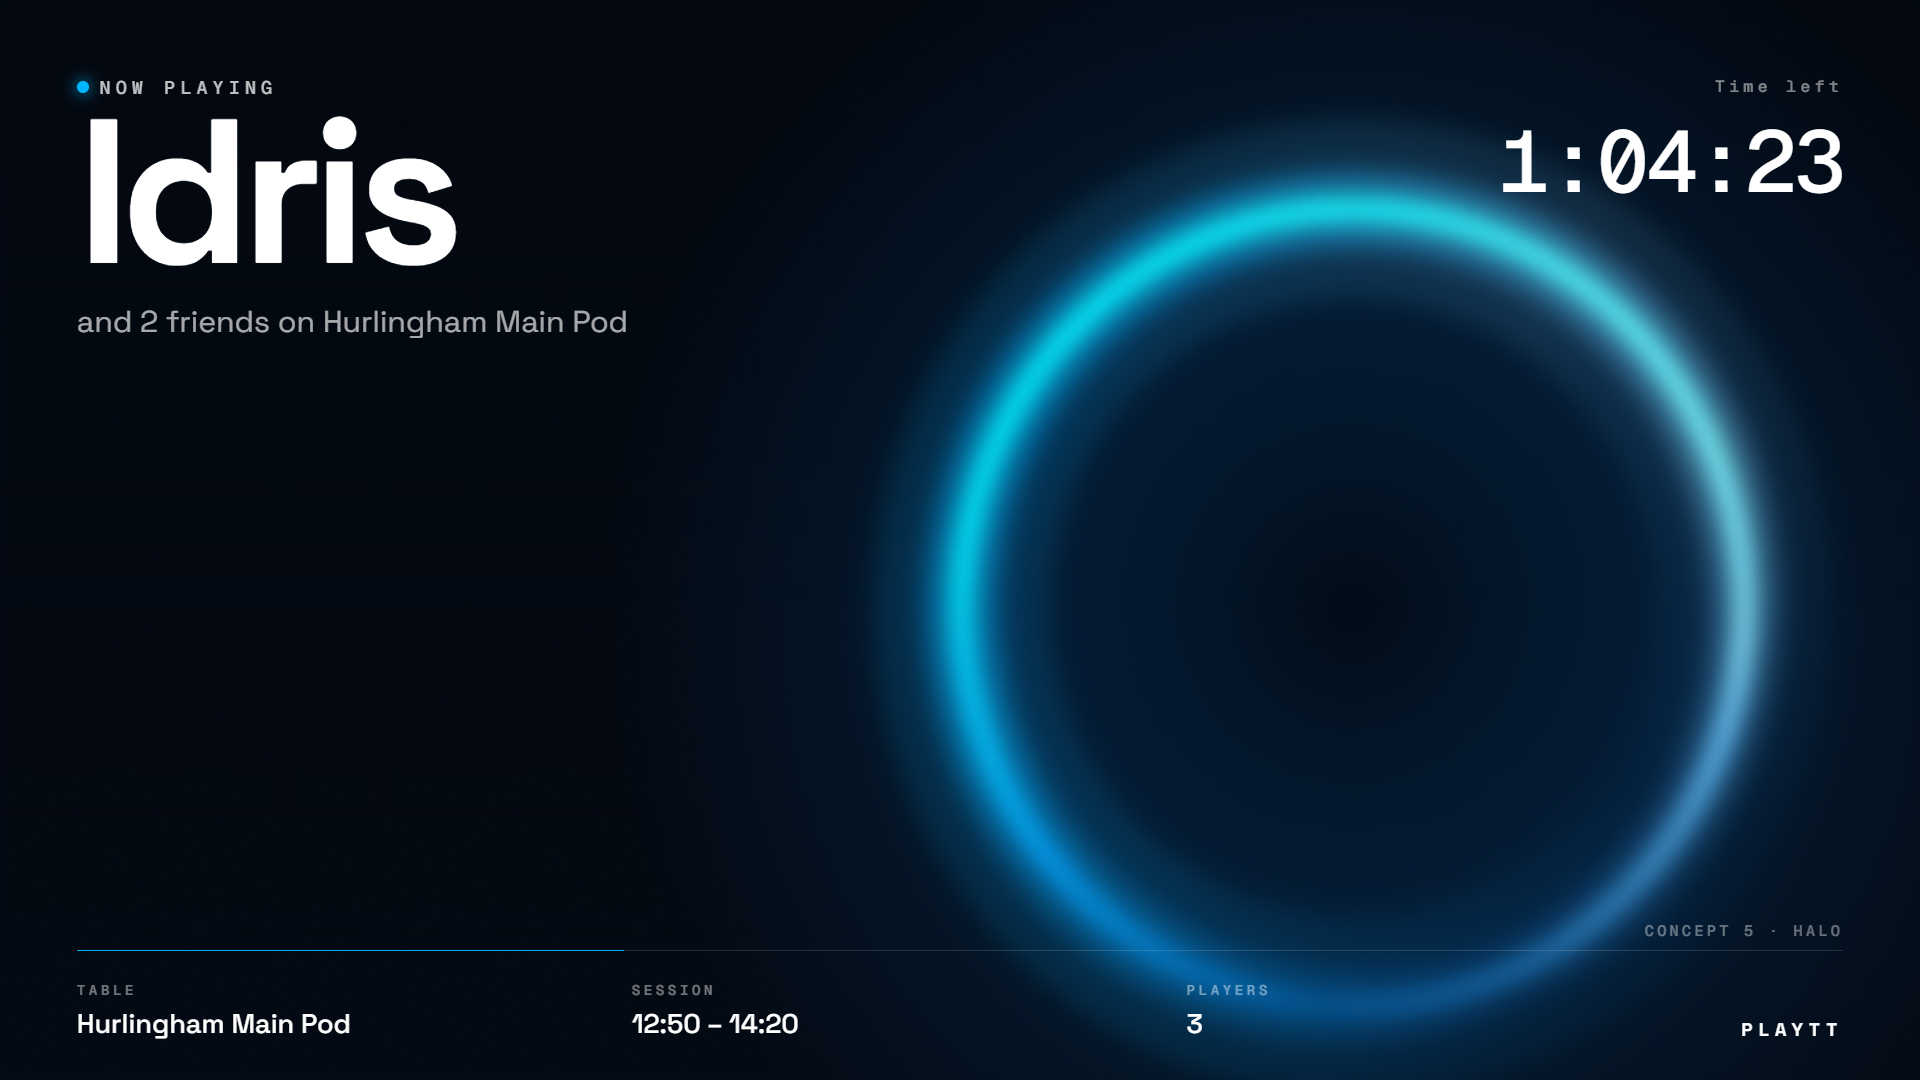 NOW PLAYING
Idris
and 2 friends on Hurlingham Main Pod
Time left
1:04:23
CONCEPT 5 · HALO
TABLE
Hurlingham Main Pod
SESSION
12:50 – 14:20
PLAYERS
3
PLAYTT